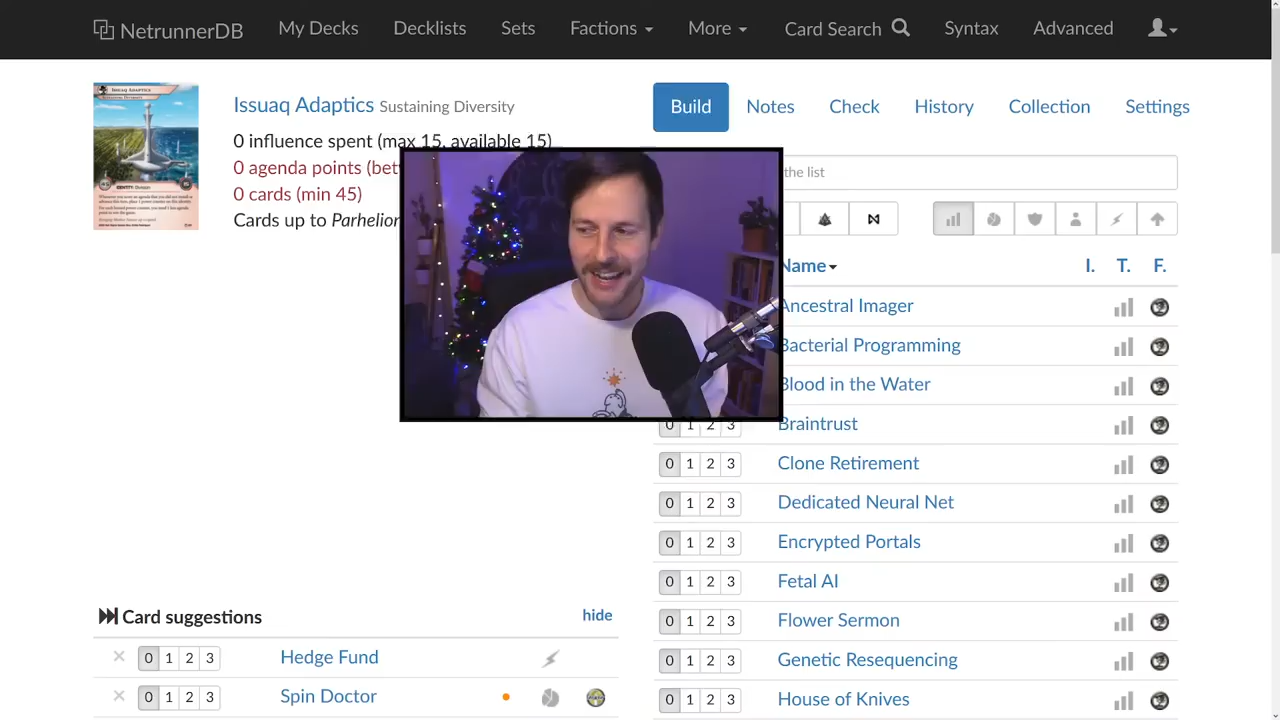 NetrunnerDB My Decks Decklists Sets Factions More Card Search Syntax Advanced
Issuaq Adaptics Sustaining Diversity
0 influence spent (max 15, available 15)
0 agenda points (bet
0 cards (min 45)
Cards up to Parhelion
Build Notes Check History Collection Settings
the list
Name I. T. F.
Ancestral Imager
Bacterial Programming
Blood in the Water
0 1 2 3 Braintrust
0 1 2 3 Clone Retirement
0 1 2 3 Dedicated Neural Net
0 1 2 3 Encrypted Portals
0 1 2 3 Fetal AI
0 1 2 3 Flower Sermon
0 1 2 3 Genetic Resequencing
0 1 2 3 House of Knives
Card suggestions hide
0 1 2 3 Hedge Fund
0 1 2 3 Spin Doctor